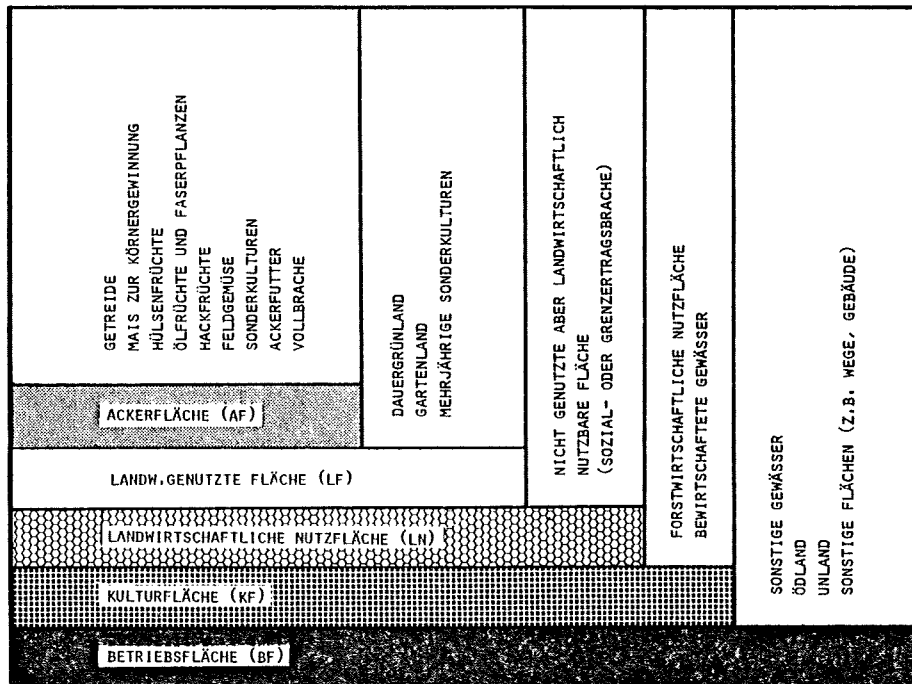 GETREIDE
MAIS ZUR KÖRNERGEWINNUNG
HÜLSENFRÜCHTE
ÖLFRÜCHTE UND FASERPFLANZEN
HACKFRÜCHTE
FELDGEMÜSE
SONDERKULTUREN
ACKERFUTTER
VOLLBRACHE
DAUERGRÜNLAND
GARTENLAND
MEHRJÄHRIGE SONDERKULTUREN
NICHT GENUTZTE ABER LANDWIRTSCHAFTLICH
NUTZBARE FLÄCHE
(SOZIAL- ODER GRENZERTRAGSBRACHE)
FORSTWIRTSCHAFTLICHE NUTZFLÄCHE
BEWIRTSCHAFTETE GEWÄSSER
SONSTIGE GEWÄSSER
ÖDLAND
UNLAND
SONSTIGE FLÄCHEN (Z.B. WEGE, GEBÄUDE)
ACKERFLÄCHE (AF)
LANDW.GENUTZTE FLÄCHE (LF)
LANDWIRTSCHAFTLICHE NUTZFLÄCHE (LN)
KULTURFLÄCHE (KF)
BETRIEBSFLÄCHE (BF)